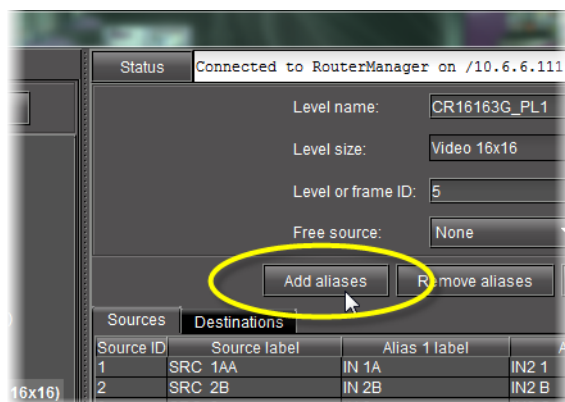 Status Connected to RouterManager on /10.6.6.111
Level name: CR16163G_PL1
Level size: Video 16x16
Level or frame ID: 5
Free source: None
Add aliases Remove aliases
Sources Destinations
Source ID Source label Alias 1 label A
1 SRC 1AA IN 1A IN2 1
2 SRC 2B IN 2B IN2 B
16x16)